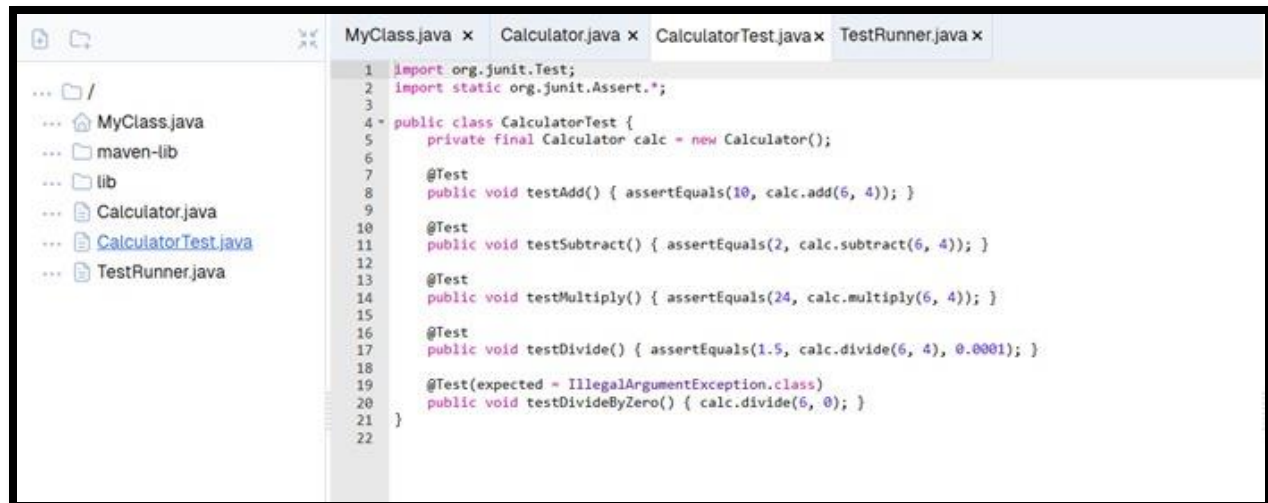 MyClass.java × Calculator.java × CalculatorTest.java × TestRunner.java ×
/
MyClass.java
maven-lib
lib
Calculator.java
CalculatorTest.java
TestRunner.java
1 import org.junit.Test;
2 import static org.junit.Assert.*;
3
4 public class CalculatorTest {
5 private final Calculator calc = new Calculator();
6
7 @Test
8 public void testAdd() { assertEquals(10, calc.add(6, 4)); }
9
10 @Test
11 public void testSubtract() { assertEquals(2, calc.subtract(6, 4)); }
12
13 @Test
14 public void testMultiply() { assertEquals(24, calc.multiply(6, 4)); }
15
16 @Test
17 public void testDivide() { assertEquals(1.5, calc.divide(6, 4), 0.0001); }
18
19 @Test(expected = IllegalArgumentException.class)
20 public void testDivideByZero() { calc.divide(6, 0); }
21 }
22